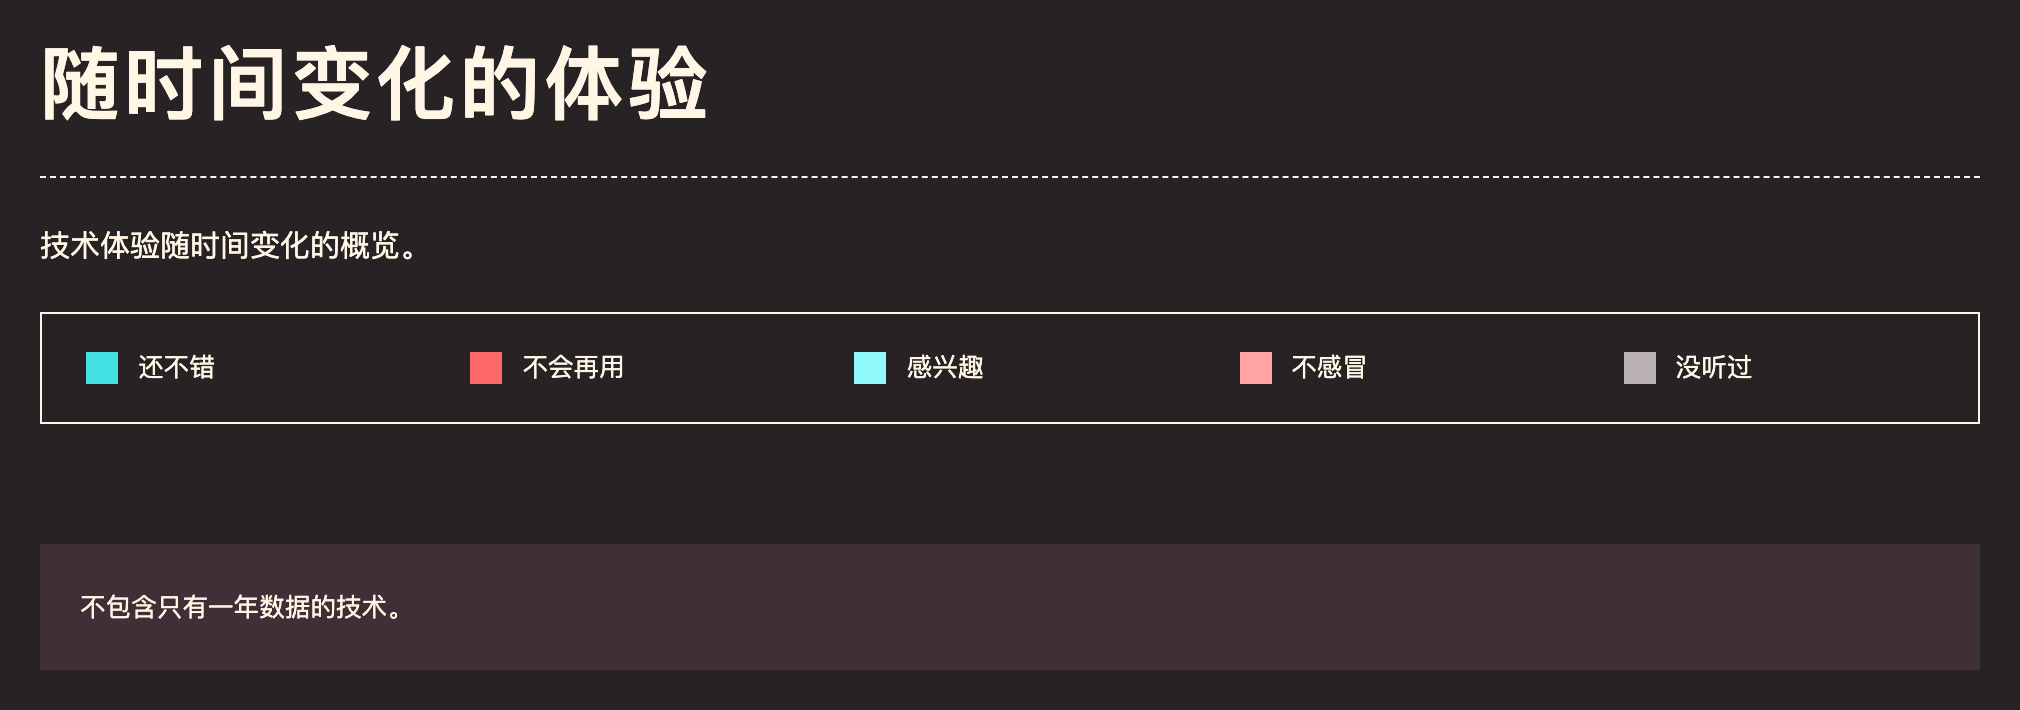 随时间变化的体验
技术体验随时间变化的概览。
还不错 不会再用 感兴趣 不感冒 没听过
不包含只有一年数据的技术。